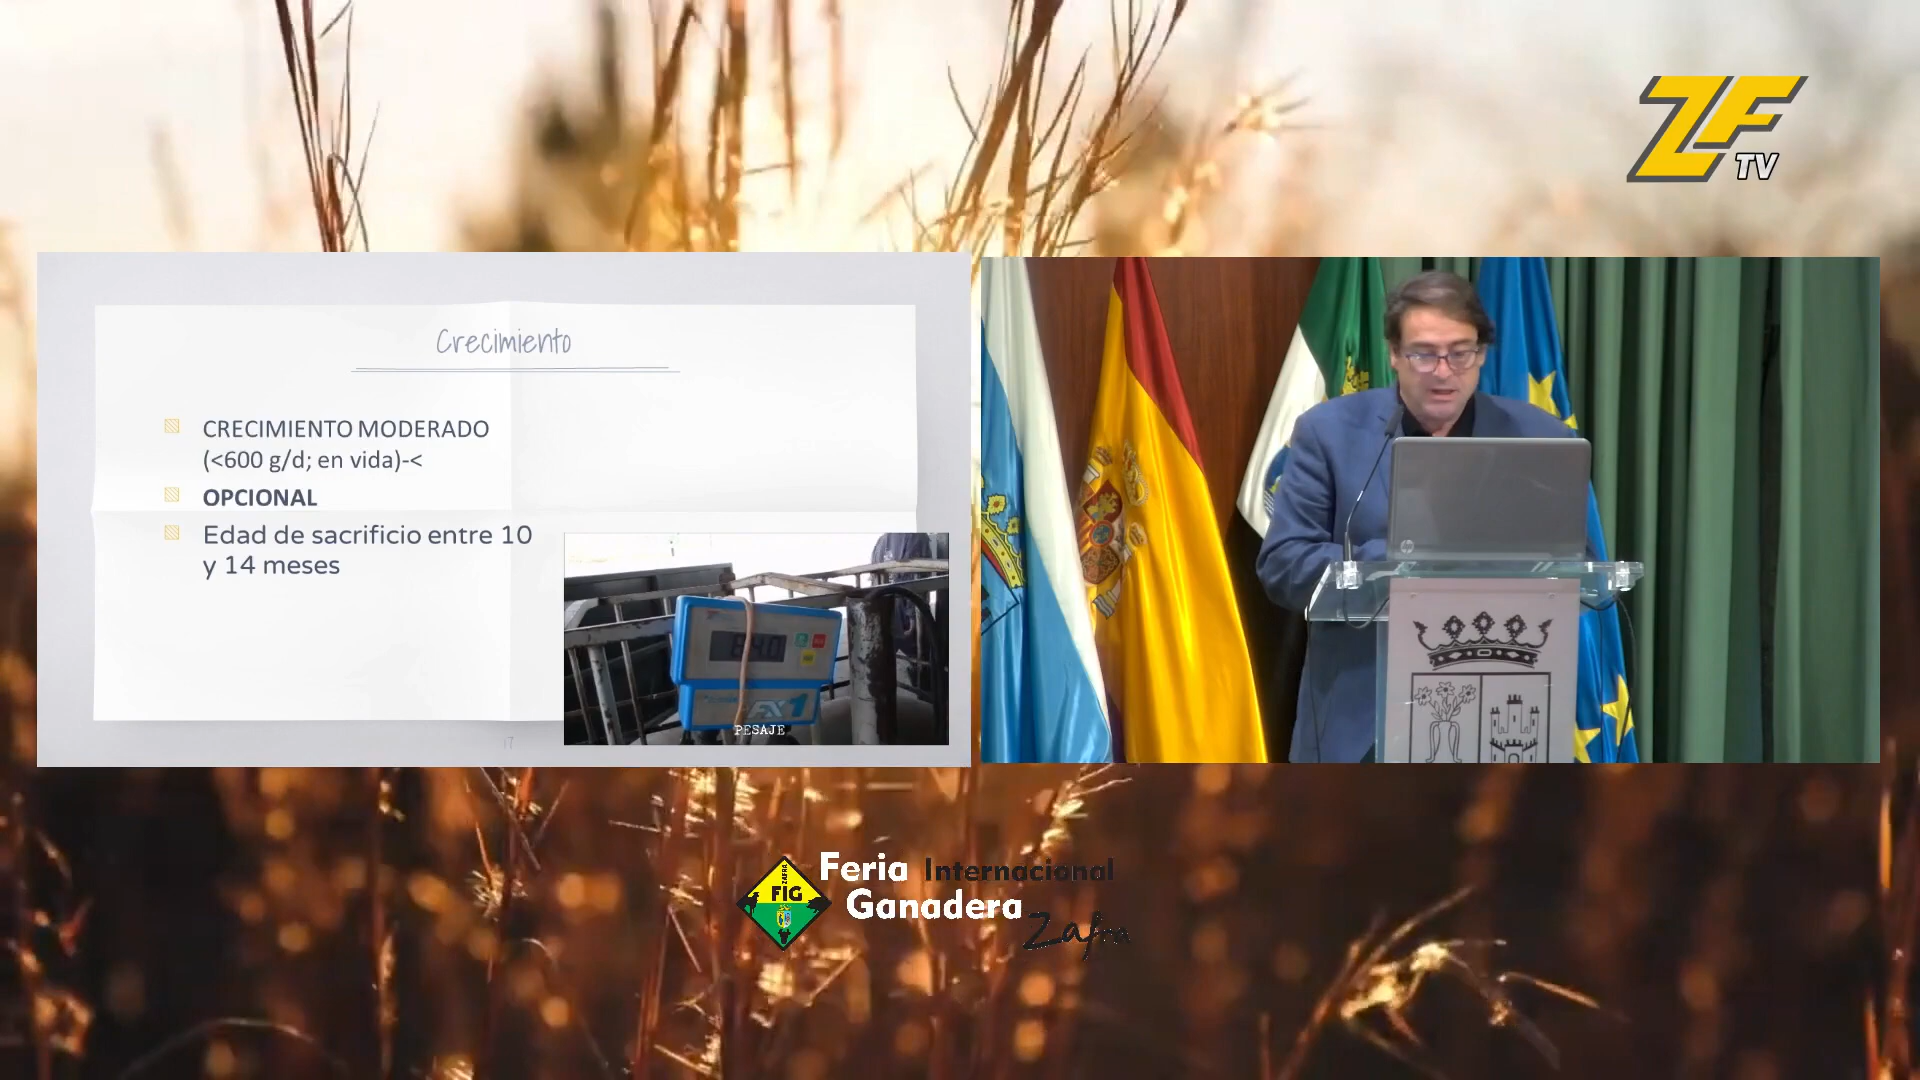 ZF
TV
Crecimiento
CRECIMIENTO MODERADO
(<600 g/d; en vida)-<
OPCIONAL
Edad de sacrificio entre 10
y 14 meses
PESAJE
17
FIG
Feria Internacional
Ganadera
Zafra